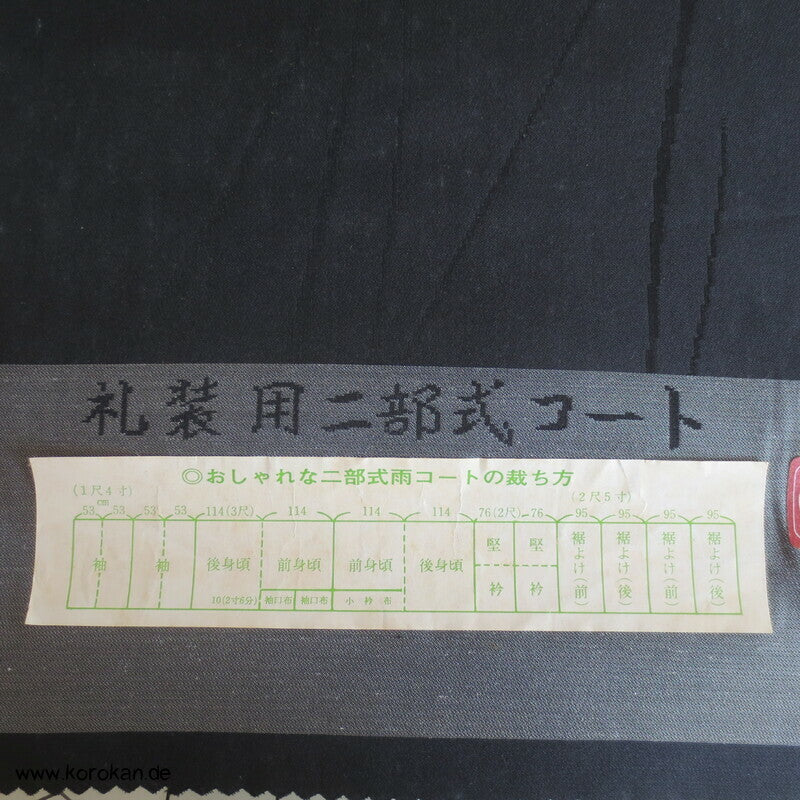 礼装用二部式コート
◎おしゃれな二部式雨コートの裁ち方
(1尺4寸) (2尺5寸)
cm
53 53 53 53 114(3尺) 114 114 114 76(2尺) 76 95 95 95 95
袖 袖 後身頃 前身頃 前身頃 後身頃 堅衿 堅衿 裾よけ(前) 裾よけ(後) 裾よけ(前) 裾よけ(後)
10(2寸6分) 袖口布 袖口布 小衿布
www.korokan.de